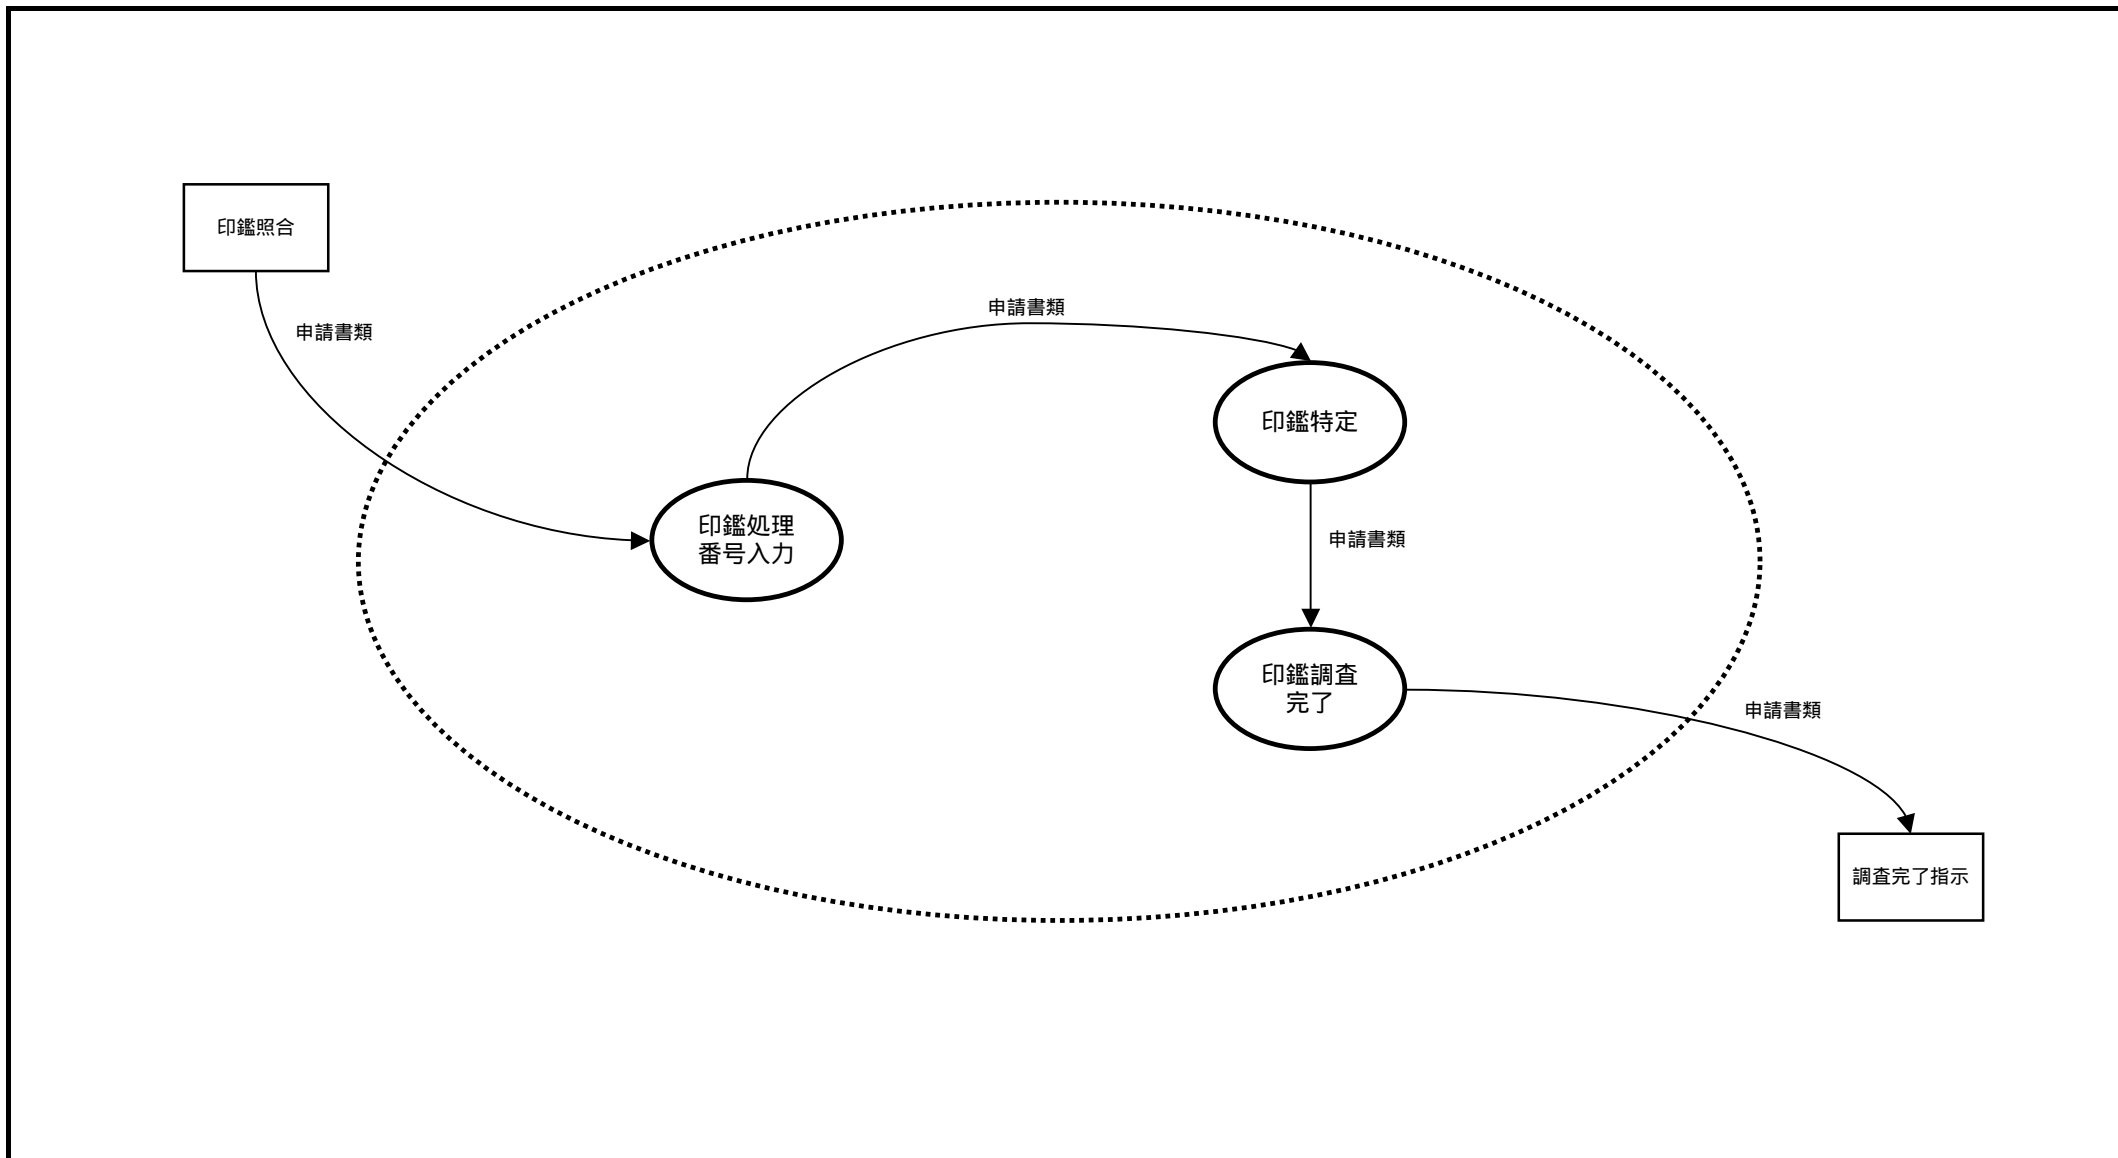 印鑑照合
申請書類
申請書類
印鑑特定
印鑑処理
番号入力
申請書類
印鑑調査
完了
申請書類
調査完了指示